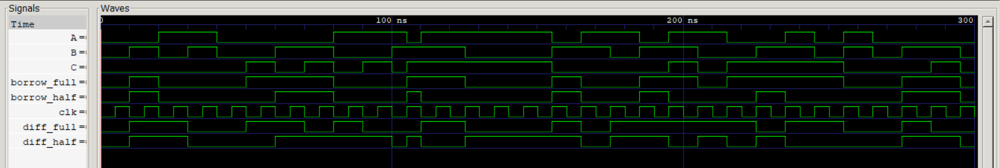 Signals
Waves
Time
0
100 ns
200 ns
300
A =
B =
C =
borrow_full =
borrow_half =
clk =
diff_full =
diff_half =